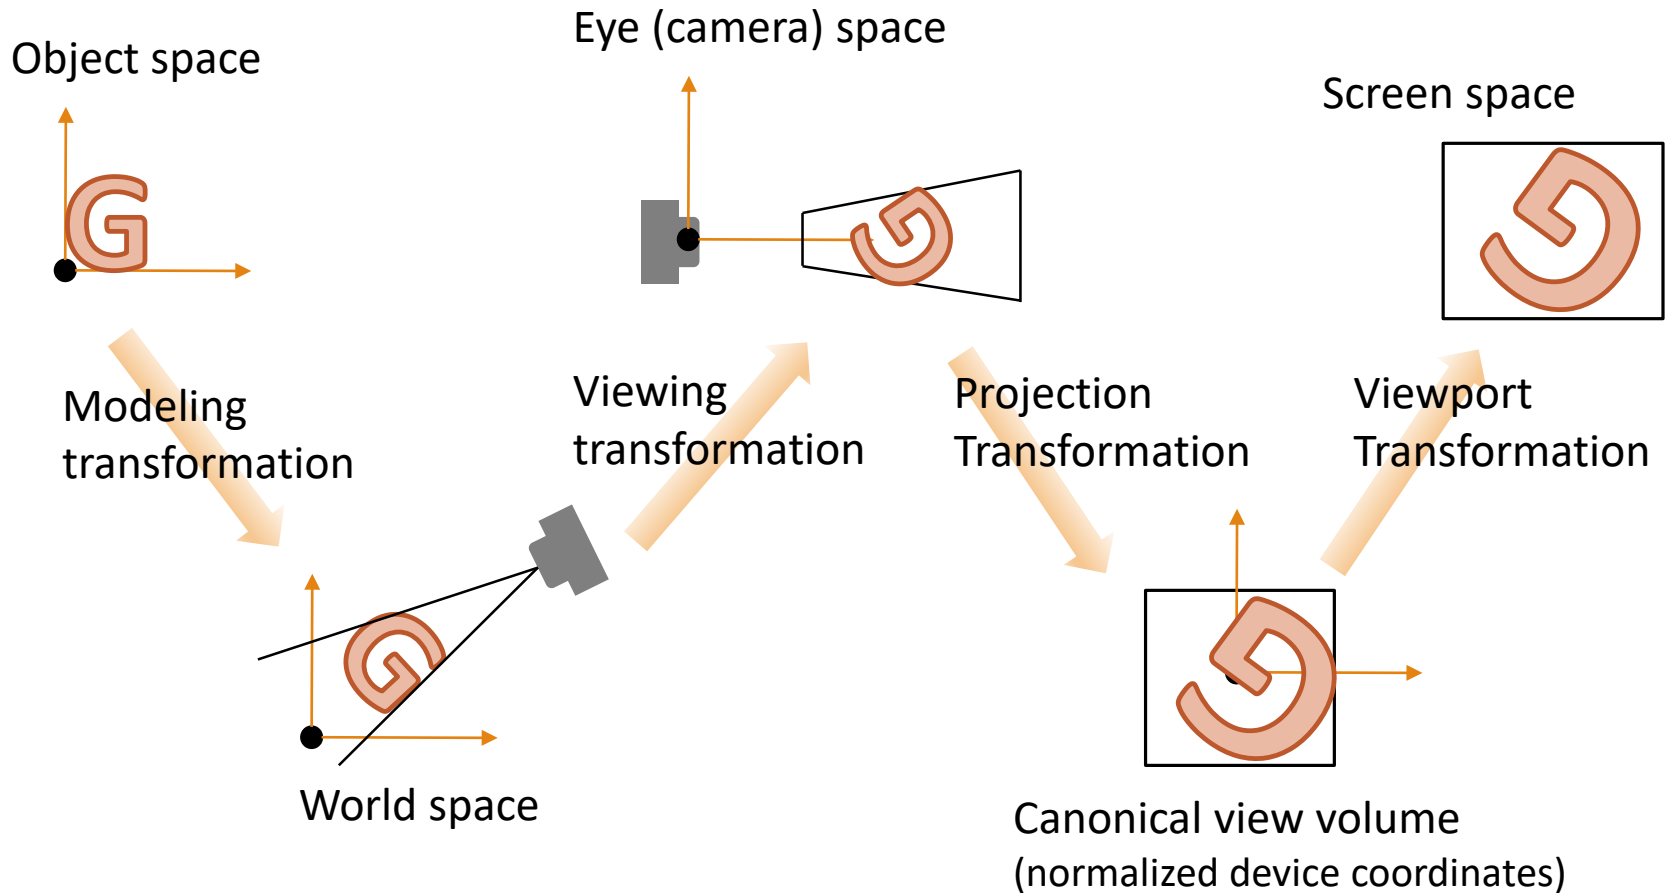 Object space
G
Modeling
transformation
G
World space
Viewing
transformation
Eye (camera) space
G
Projection
Transformation
G
Canonical view volume
(normalized device coordinates)
Viewport
Transformation
Screen space
G